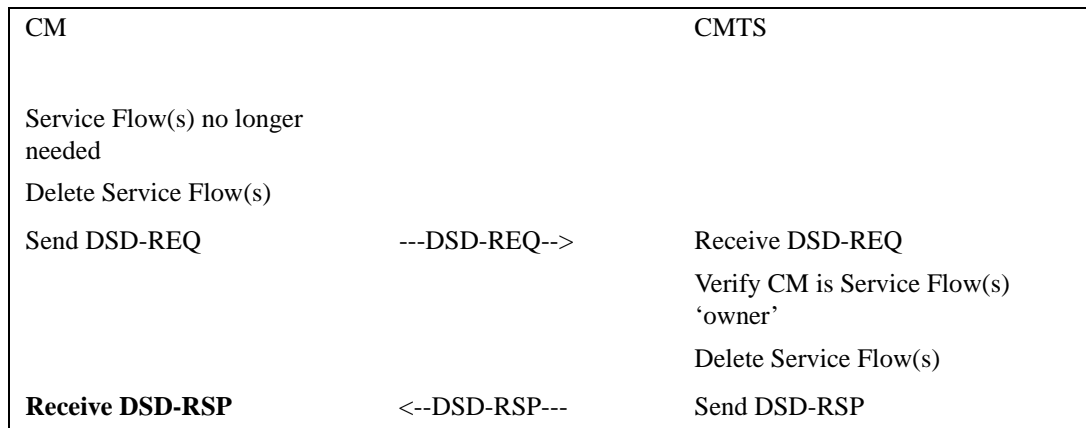 CM CMTS
Service Flow(s) no longer
needed
Delete Service Flow(s)
Send DSD-REQ ---DSD-REQ--> Receive DSD-REQ
Verify CM is Service Flow(s)
‘owner’
Delete Service Flow(s)
Receive DSD-RSP <--DSD-RSP--- Send DSD-RSP